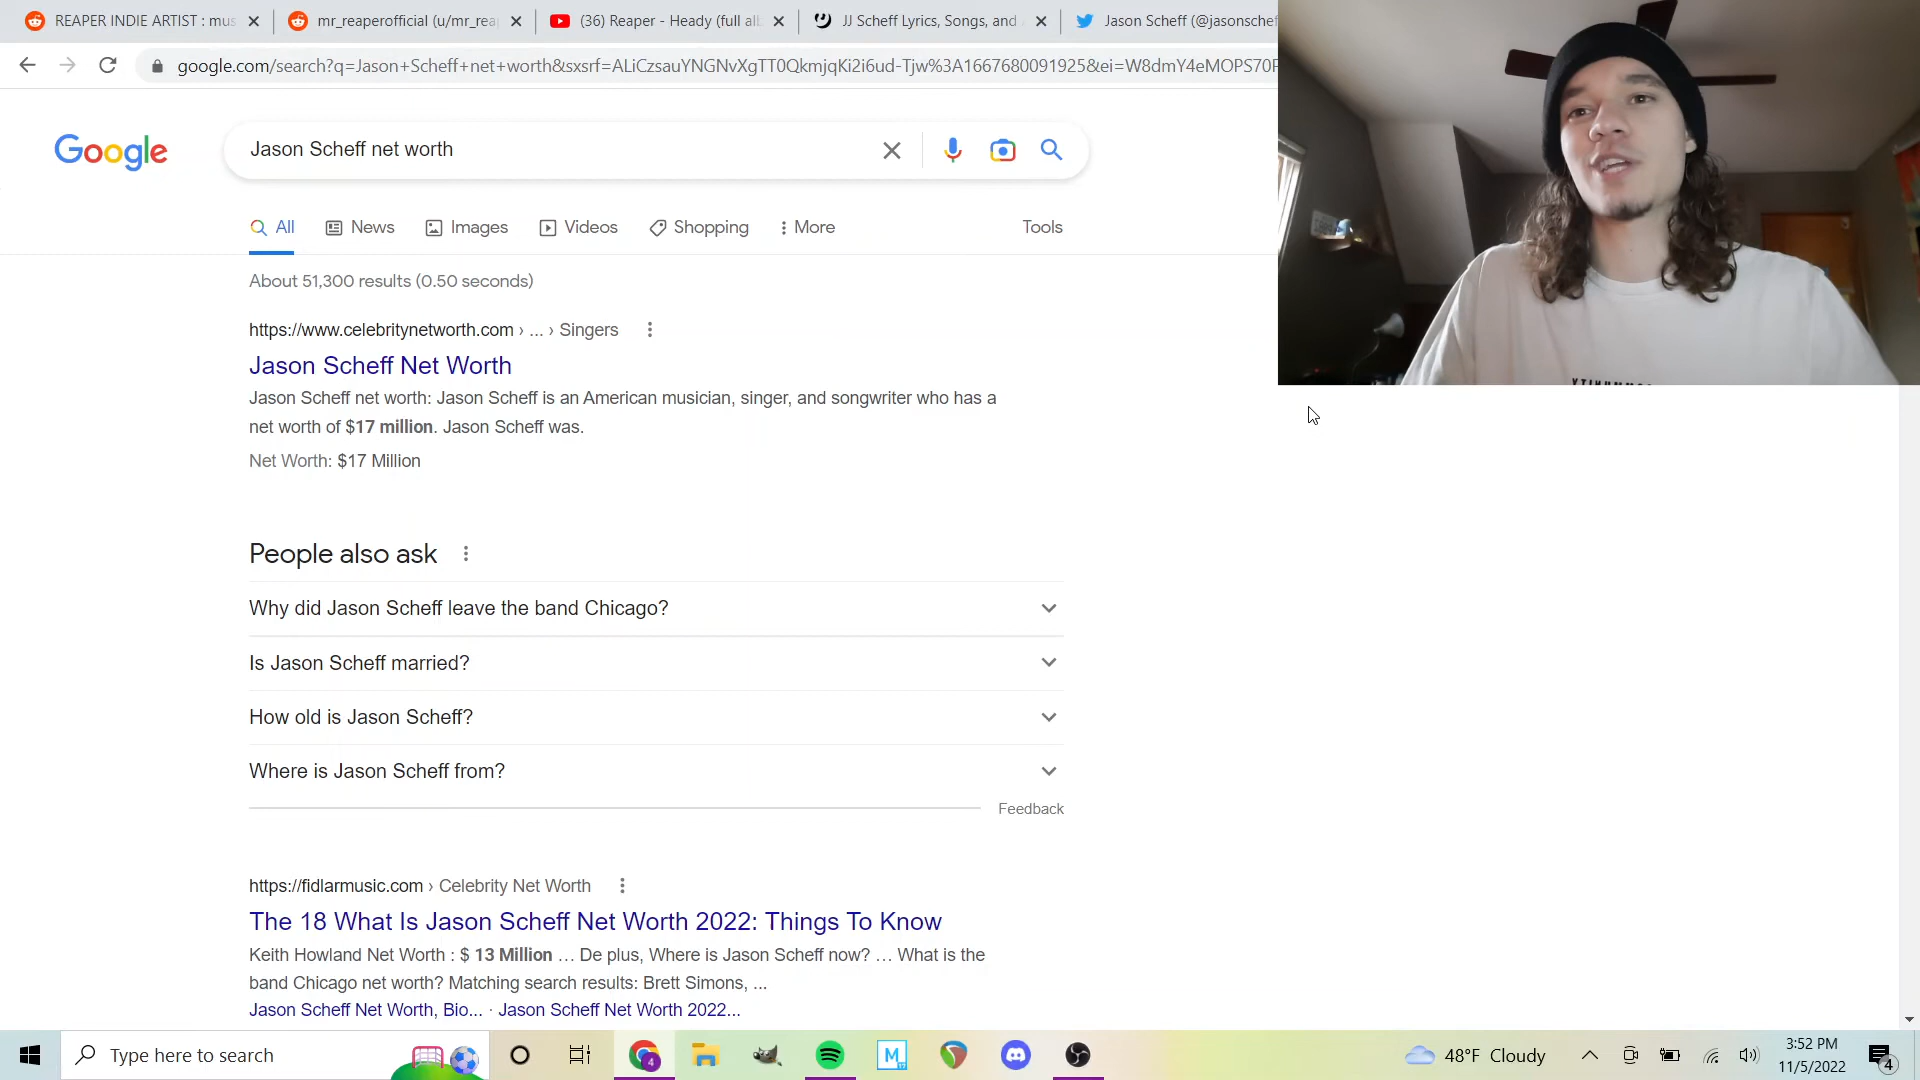 REAPER INDIE ARTIST : mus
mr_reaperofficial (u/mr_rea
(36) Reaper - Heady (full alb
JJ Scheff Lyrics, Songs, and
Jason Scheff (@jasonschef
google.com/search?q=Jason+Scheff+net+worth&sxsrf=ALiCzsauYNGNvXgTT0QkmjqKi2i6ud-Tjw%3A1667680091925&ei=W8dmY4eMOPS70P
Google
Jason Scheff net worth
All
News
Images
Videos
Shopping
More
Tools
About 51,300 results (0.50 seconds)
https://www.celebritynetworth.com › ... › Singers
Jason Scheff Net Worth
Jason Scheff net worth: Jason Scheff is an American musician, singer, and songwriter who has a
net worth of $17 million. Jason Scheff was.
Net Worth: $17 Million
People also ask
Why did Jason Scheff leave the band Chicago?
Is Jason Scheff married?
How old is Jason Scheff?
Where is Jason Scheff from?
Feedback
https://fidlarmusic.com › Celebrity Net Worth
The 18 What Is Jason Scheff Net Worth 2022: Things To Know
Keith Howland Net Worth : $ 13 Million ... De plus, Where is Jason Scheff now? ... What is the
band Chicago net worth? Matching search results: Brett Simons, ...
Jason Scheff Net Worth, Bio... · Jason Scheff Net Worth 2022...
Type here to search
4
M
48°F Cloudy
3:52 PM
11/5/2022
4